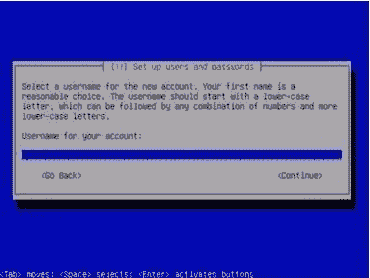 [!!] Set up users and passwords
Select a username for the new account. Your first name is a
reasonable choice. The username should start with a lower-case
letter, which can be followed by any combination of numbers and more
lower-case letters.
Username for your account:
<Go Back> <Continue>
<Tab> moves; <Space> selects; <Enter> activates buttons